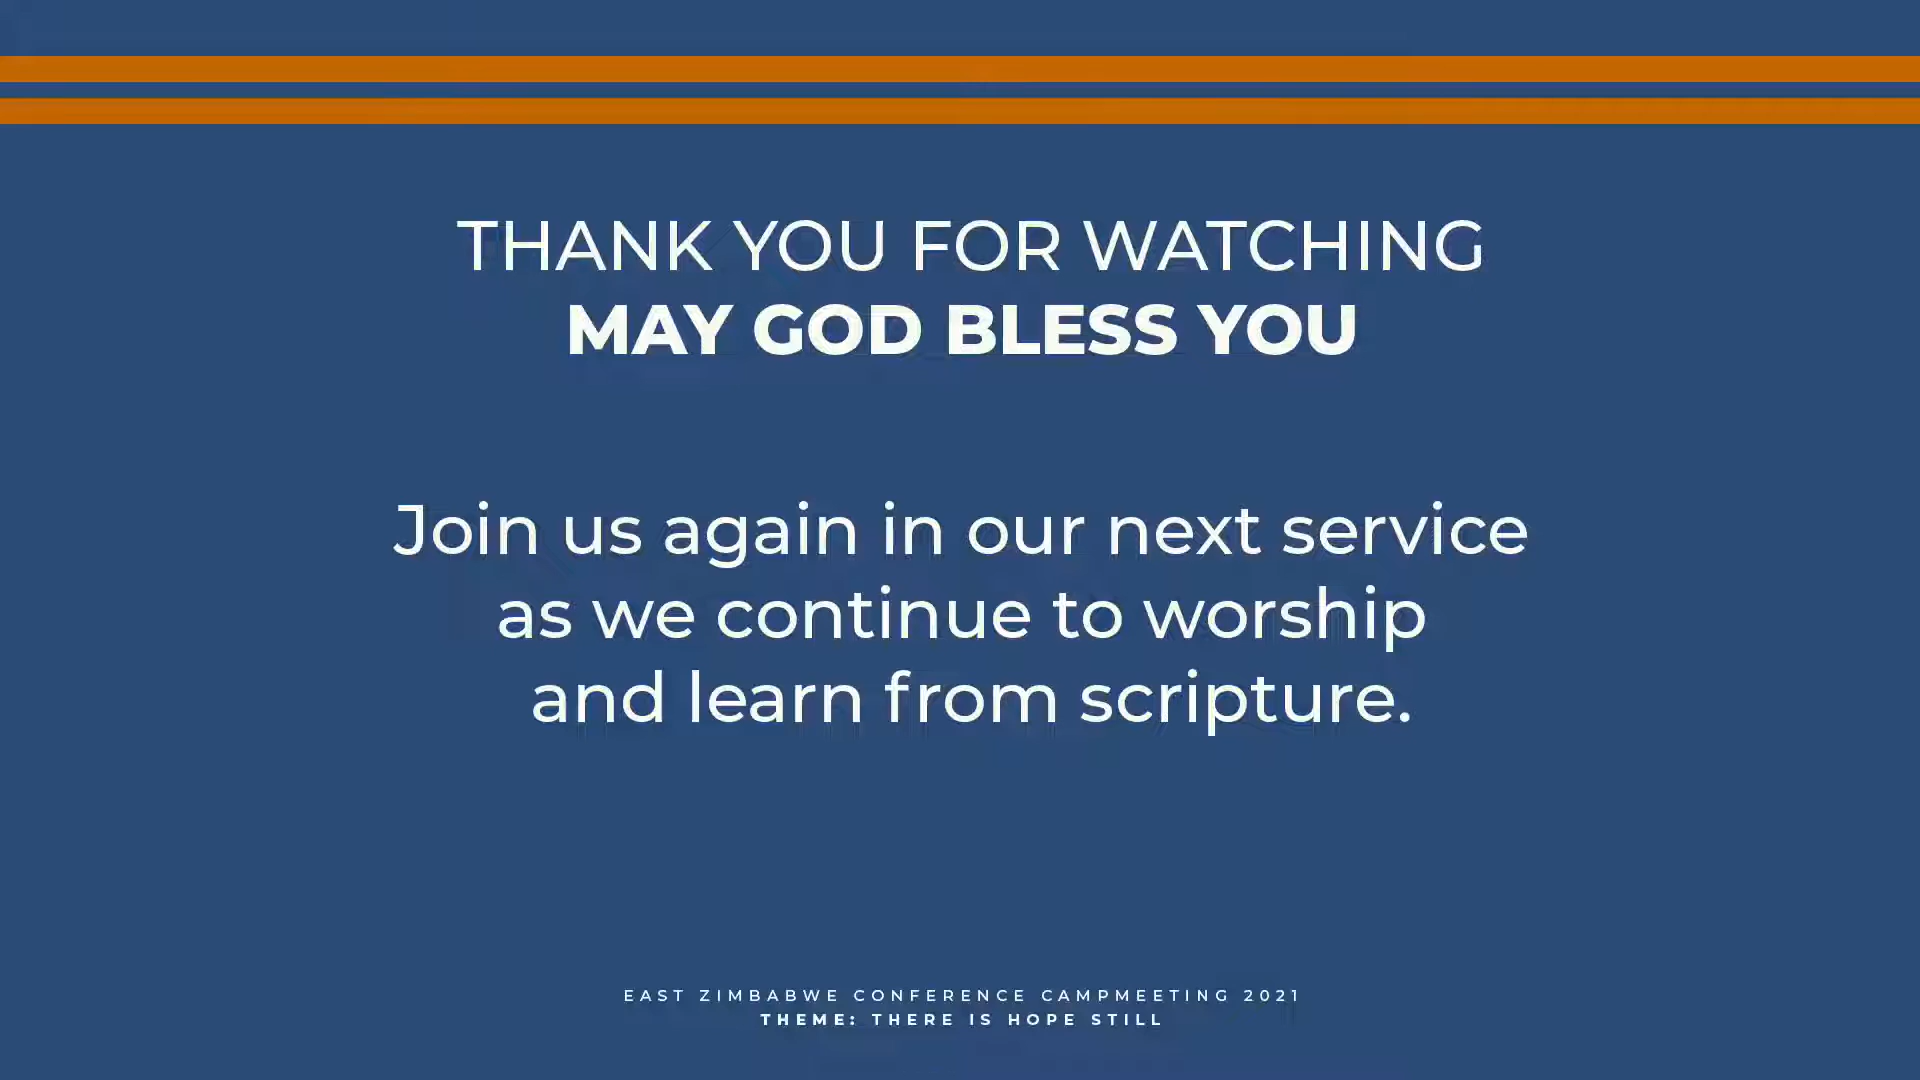 THANK YOU FOR WATCHING
MAY GOD BLESS YOU
Join us again in our next service
as we continue to worship
and learn from scripture.
EAST ZIMBABWE CONFERENCE CAMPMEETING 2021
THEME: THERE IS HOPE STILL